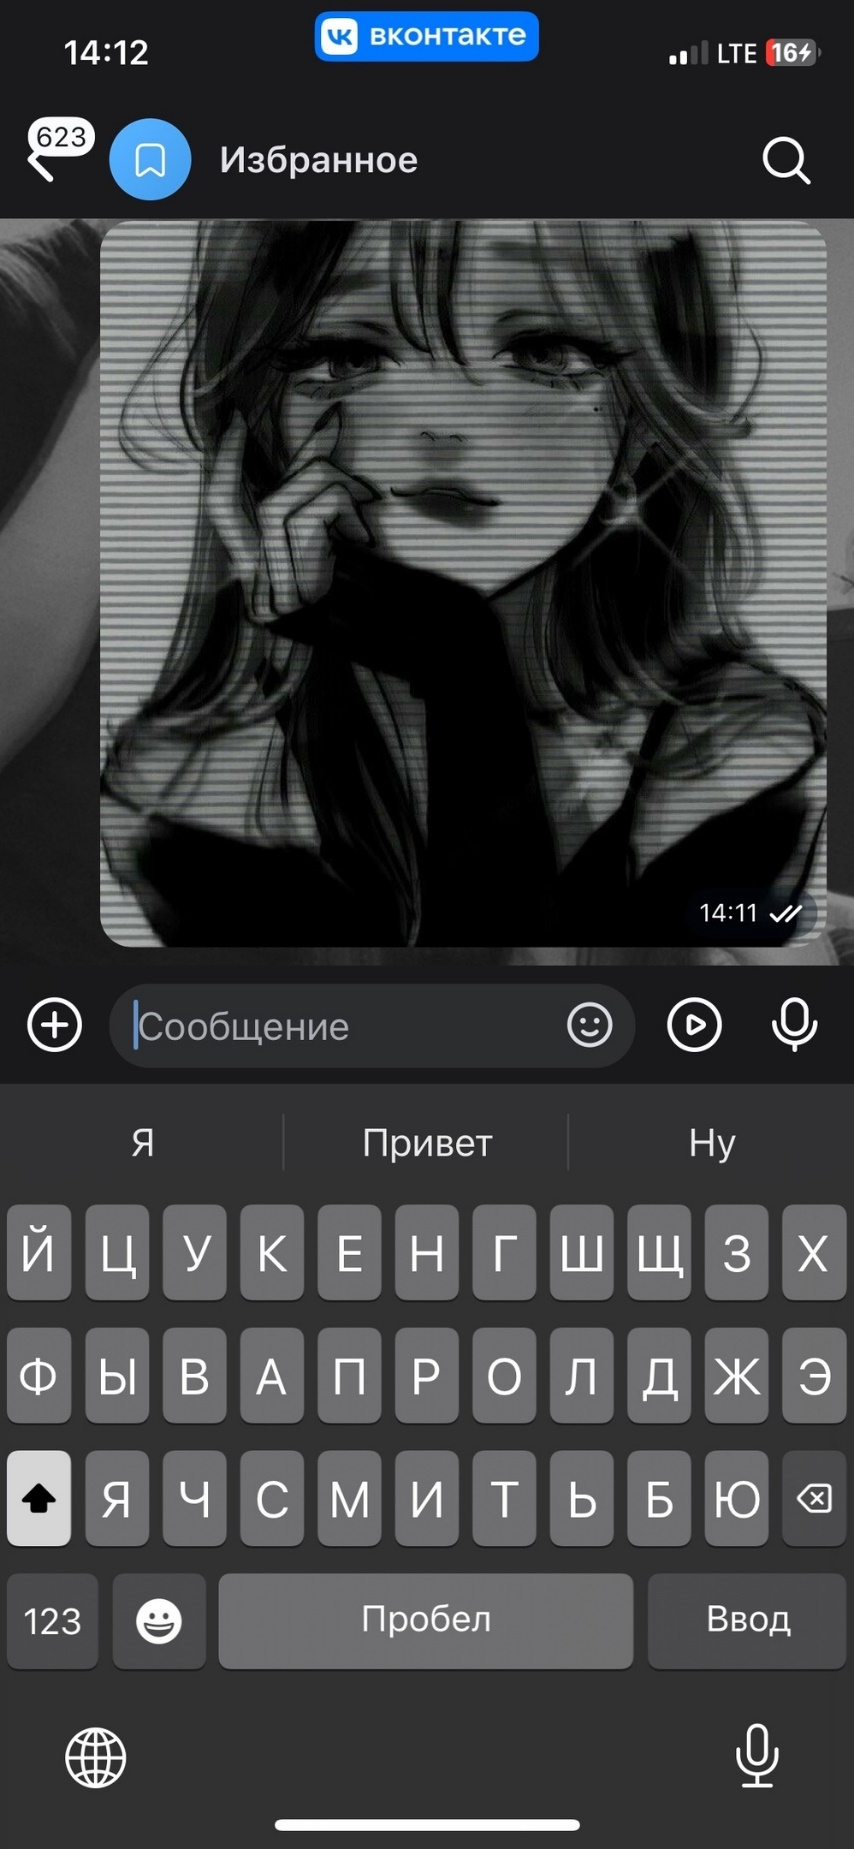 14:12
вконтакте
LTE
16
623
Избранное
14:11
Сообщение
Я Привет Ну
Й Ц У К Е Н Г Ш Щ З Х
Ф Ы В А П Р О Л Д Ж Э
Я Ч С М И Т Ь Б Ю
123 Пробел Ввод